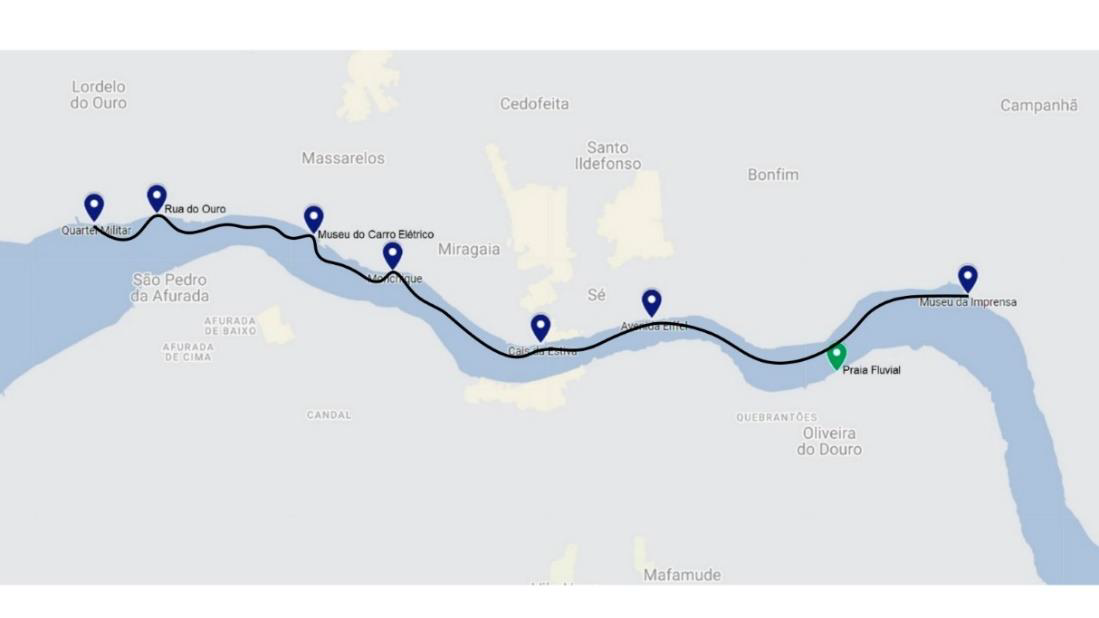 Lordelo
do Ouro
Cedofeita
Campanhã
Massarelos
Santo
Ildefonso
Bonfim
Rua do Ouro
Quartel Militar
Museu do Carro Elétrico
Miragaia
Monchique
São Pedro
da Afurada
Sé
Museu da Imprensa
AFURADA
DE BAIXO
Avenida Eiffel
AFURADA
DE CIMA
Cais da Estiva
Praia Fluvial
CANDAL
QUEBRANTÕES
Oliveira
do Douro
Mafamude